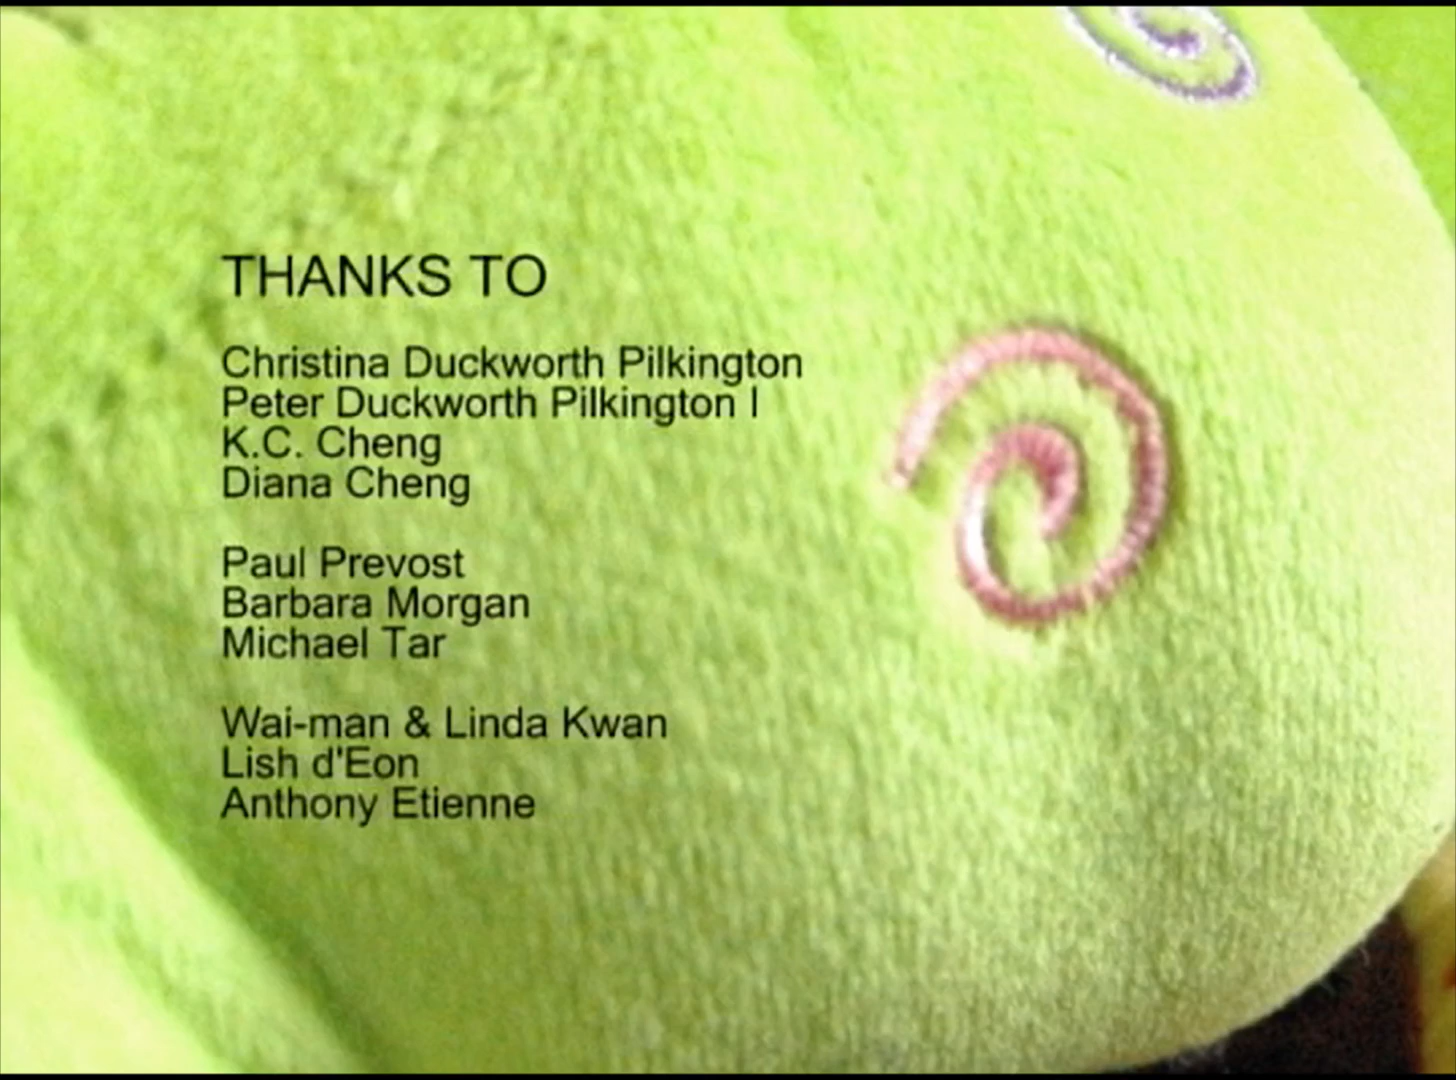 THANKS TO
Christina Duckworth Pilkington
Peter Duckworth Pilkington I
K.C. Cheng
Diana Cheng
Paul Prevost
Barbara Morgan
Michael Tar
Wai-man & Linda Kwan
Lish d'Eon
Anthony Etienne